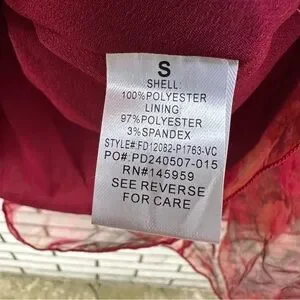 S
SHELL:
100%POLYESTER
LINING:
97%POLYESTER
3%SPANDEX
STYLE#:FD12082-P1763-VC
PO#:PD240507-015
RN#145959
SEE REVERSE
FOR CARE